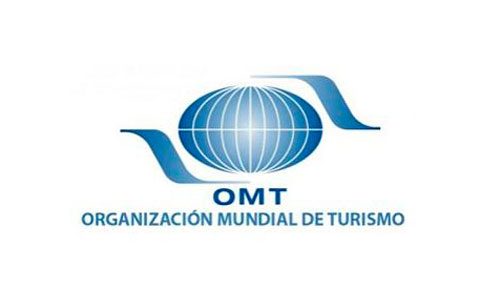 OMT
ORGANIZACIÓN MUNDIAL DE TURISMO